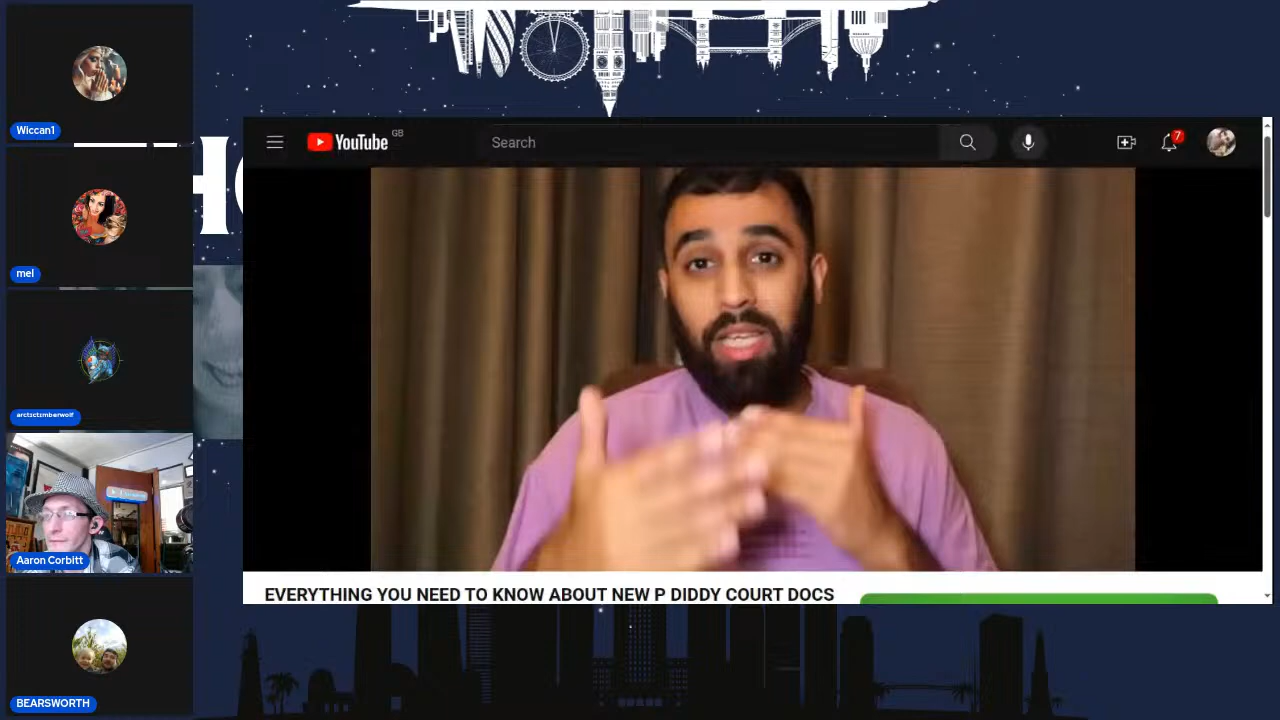 Wiccan1
mel
arctictimberwolf
Aaron Corbitt
BEARSWORTH
YouTube GB
Search
7
EVERYTHING YOU NEED TO KNOW ABOUT NEW P DIDDY COURT DOCS